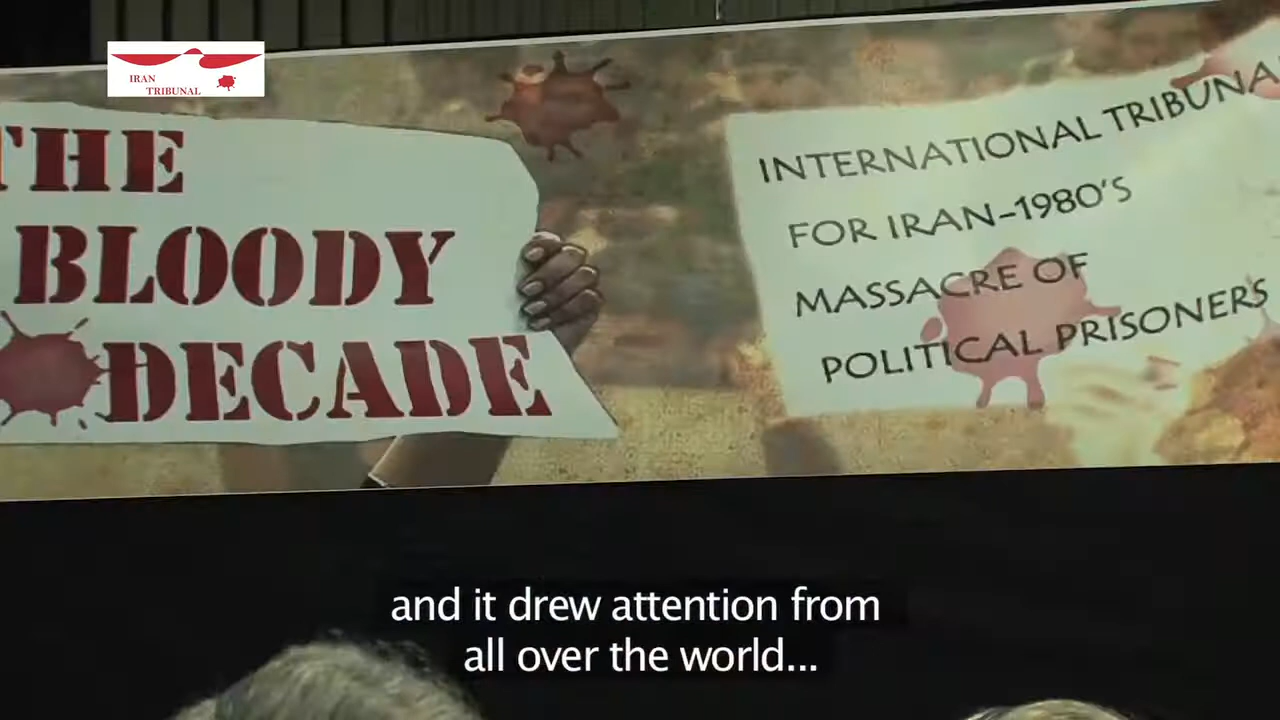 IRAN
TRIBUNAL
THE
BLOODY
DECADE
INTERNATIONAL TRIBUNAL
FOR IRAN-1980'S
MASSACRE OF
POLITICAL PRISONERS
and it drew attention from
all over the world...